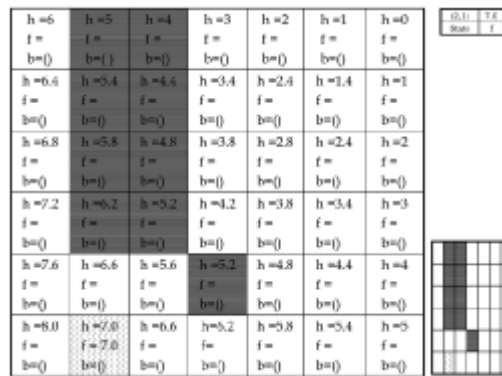 h =6 h =5 h =4 h =3 h =2 h =1 h =0
f = f = f = f = f = f = f =
b=() b=( ) b=() b=() b=() b=() b=()
h =6.4 h =5.4 h =4.4 h =3.4 h =2.4 h =1.4 h =1
f = f = f = f = f = f = f =
b=() b=() b=() b=() b=() b=() b=()
h =6.8 h =5.8 h =4.8 h =3.8 h =2.8 h =2.4 h =2
f = f = f = f = f = f = f =
b=() b=() b=() b=() b=() b=() b=()
h =7.2 h =6.2 h =5.2 h =4.2 h =3.8 h =3.4 h =3
f = f = f = f = f = f = f =
b=() b=() b=() b=() b=() b=() b=()
h =7.6 h =6.6 h =5.6 h =5.2 h =4.8 h =4.4 h =4
f = f = f = f = f = f = f =
b=() b=() b=() b=() b=() b=() b=()
h =8.0 h =7.0 h =6.6 h=6.2 h =5.8 h =5.4 h =5
f = f = 7.0 f = f= f = f = f =
b=() b=() b=() b=() b=() b=() b=()
(2,1)
State f